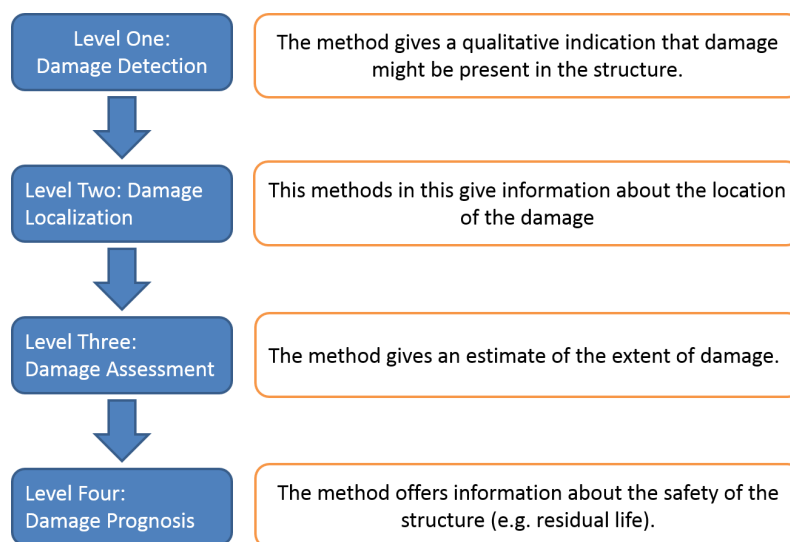 Level One:
Damage Detection
The method gives a qualitative indication that damage
might be present in the structure.
Level Two: Damage
Localization
This methods in this give information about the location
of the damage
Level Three:
Damage Assessment
The method gives an estimate of the extent of damage.
Level Four:
Damage Prognosis
The method offers information about the safety of the
structure (e.g. residual life).